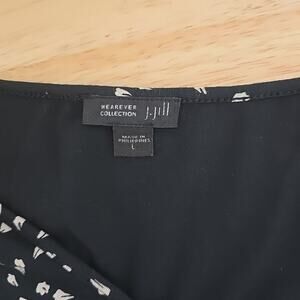 WEAREVER
COLLECTION
J.Jill
MADE IN
PHILIPPINES
L